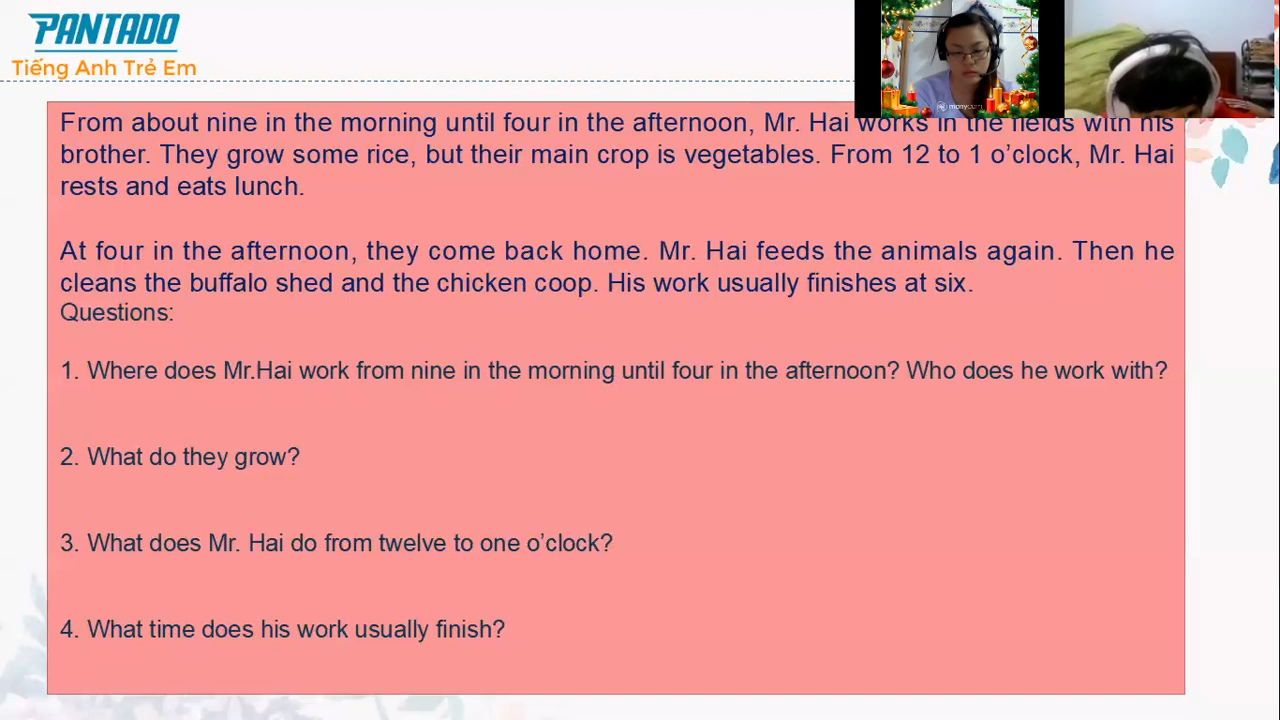 PANTADO
Tiếng Anh Trẻ Em
From about nine in the morning until four in the afternoon, Mr. Hai works in the fields with his
brother. They grow some rice, but their main crop is vegetables. From 12 to 1 o’clock, Mr. Hai
rests and eats lunch.
At four in the afternoon, they come back home. Mr. Hai feeds the animals again. Then he
cleans the buffalo shed and the chicken coop. His work usually finishes at six.
Questions:
1. Where does Mr.Hai work from nine in the morning until four in the afternoon? Who does he work with?
2. What do they grow?
3. What does Mr. Hai do from twelve to one o’clock?
4. What time does his work usually finish?